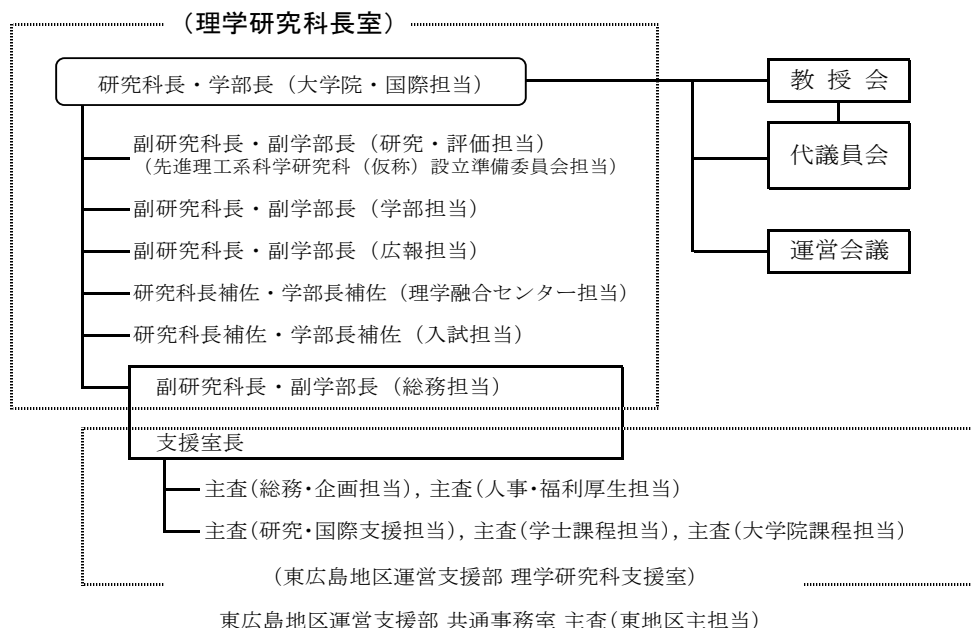 （理学研究科長室）
研究科長・学部長（大学院・国際担当）
教 授 会
副研究科長・副学部長（研究・評価担当）
（先進理工系科学研究科（仮称）設立準備委員会担当）
代議員会
副研究科長・副学部長（学部担当）
副研究科長・副学部長（広報担当）
運営会議
研究科長補佐・学部長補佐（理学融合センター担当）
研究科長補佐・学部長補佐（入試担当）
副研究科長・副学部長（総務担当）
支援室長
主査(総務・企画担当), 主査(人事・福利厚生担当)
主査(研究・国際支援担当), 主査(学士課程担当), 主査(大学院課程担当)
(東広島地区運営支援部 理学研究科支援室)
東広島地区運営支援部 共通事務室 主査(東地区主担当)